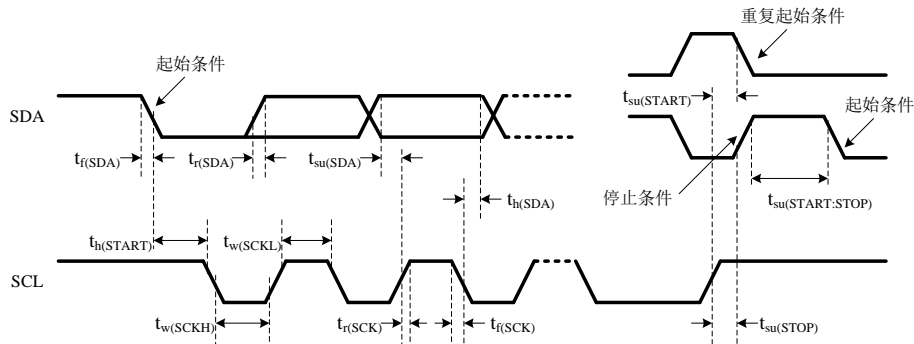 重复起始条件
起始条件
t_su(START)
起始条件
SDA
t_f(SDA)
t_r(SDA)
t_su(SDA)
停止条件
t_h(SDA)
t_su(START:STOP)
t_h(START)
t_w(SCKL)
SCL
t_w(SCKH)
t_r(SCK)
t_f(SCK)
t_su(STOP)